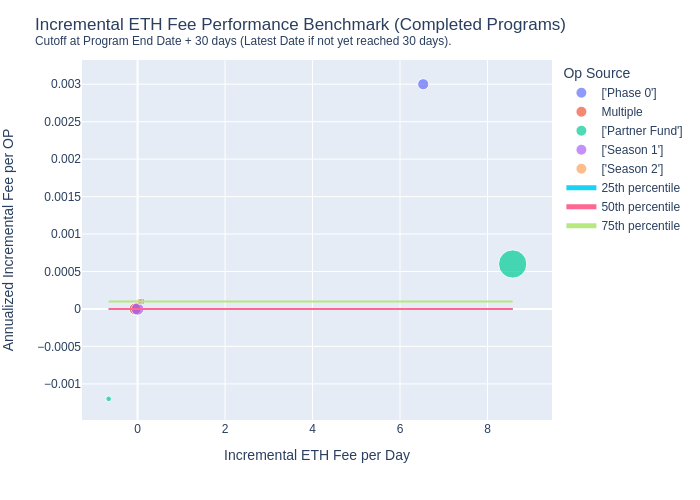 Incremental ETH Fee Performance Benchmark (Completed Programs)
Cutoff at Program End Date + 30 days (Latest Date if not yet reached 30 days).
Op Source
['Phase 0']
Multiple
['Partner Fund']
['Season 1']
['Season 2']
25th percentile
50th percentile
75th percentile
Annualized Incremental Fee per OP
0.003
0.0025
0.002
0.0015
0.001
0.0005
0
−0.0005
−0.001
0
2
4
6
8
Incremental ETH Fee per Day